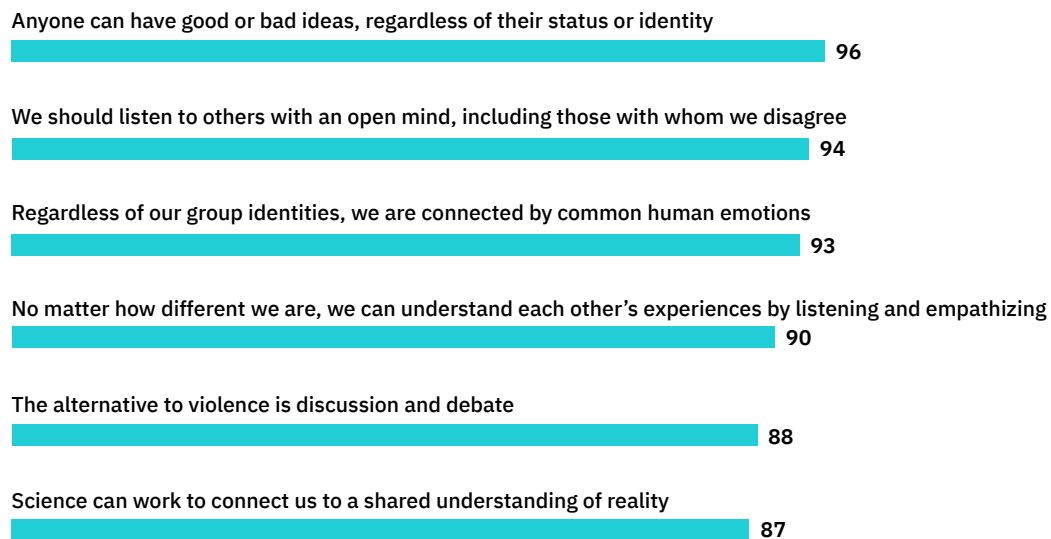 Anyone can have good or bad ideas, regardless of their status or identity
96
We should listen to others with an open mind, including those with whom we disagree
94
Regardless of our group identities, we are connected by common human emotions
93
No matter how different we are, we can understand each other’s experiences by listening and empathizing
90
The alternative to violence is discussion and debate
88
Science can work to connect us to a shared understanding of reality
87